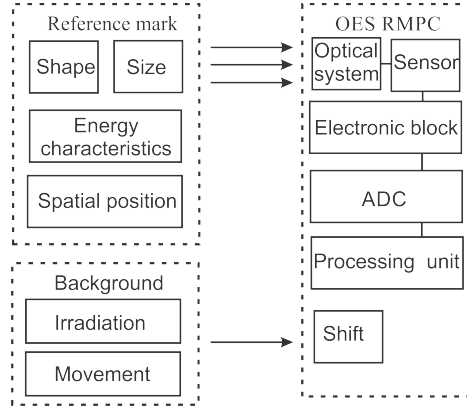 Reference mark
Shape
Size
Energy
characteristics
Spatial position
Background
Irradiation
Movement
OES RMPC
Optical
system
Sensor
Electronic block
ADC
Processing unit
Shift